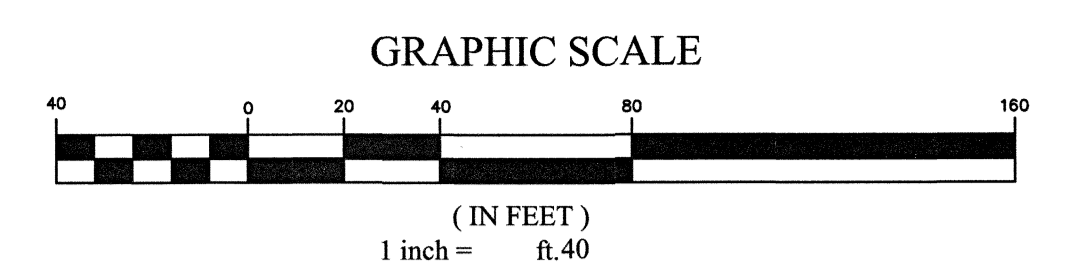 GRAPHIC SCALE
40 0 20 40 80 160
( IN FEET )
1 inch = ft.40